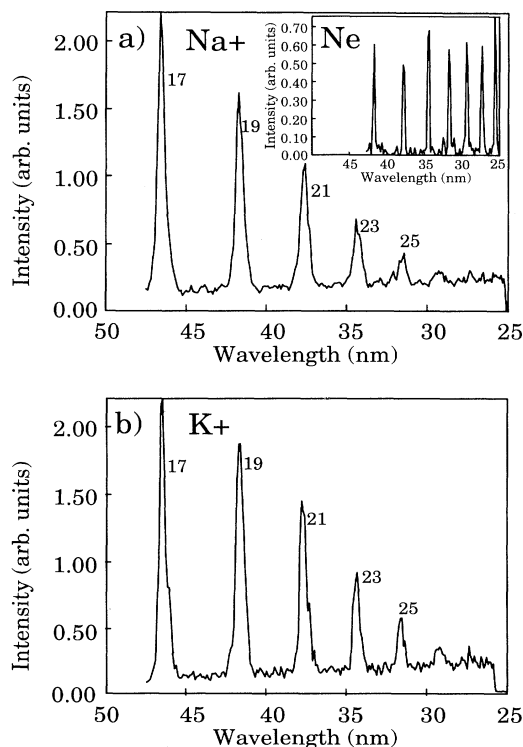 a) Na+
17
19
21
23
25
2.00
1.50
1.00
0.50
0.00
Intensity (arb. units)
50 45 40 35 30 25
Wavelength (nm)
Ne
0.70
0.60
0.50
0.40
0.30
0.20
0.10
0.00
Intensity (arb. units)
45 40 35 30 25
Wavelength (nm)
b) K+
17
19
21
23
25
2.00
1.50
1.00
0.50
0.00
Intensity (arb. units)
50 45 40 35 30 25
Wavelength (nm)